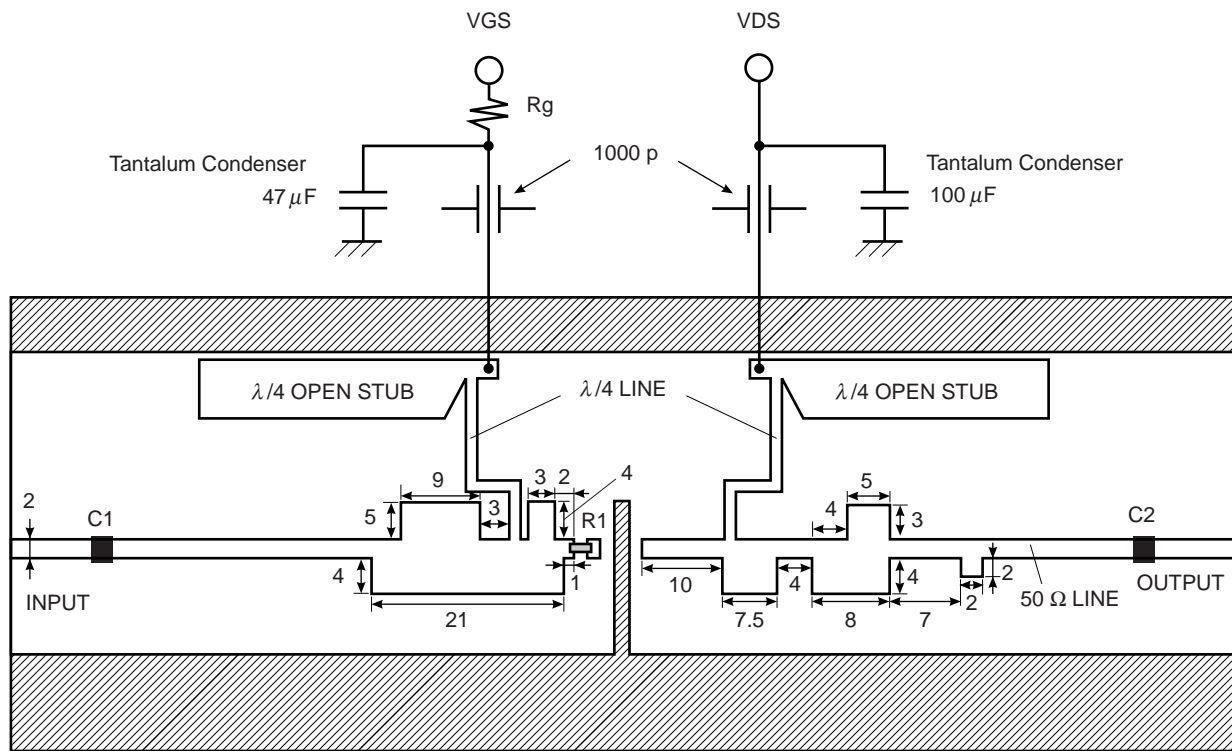 VGS
VDS
Rg
1000 p
Tantalum Condenser
47 μF
Tantalum Condenser
100 μF
λ/4 OPEN STUB
λ/4 LINE
λ/4 OPEN STUB
9
3
2
4
5
2
C1
5
3
R1
4
3
C2
4
1
4
4
2
2
INPUT
10
OUTPUT
21
7.5
8
7
50 Ω LINE